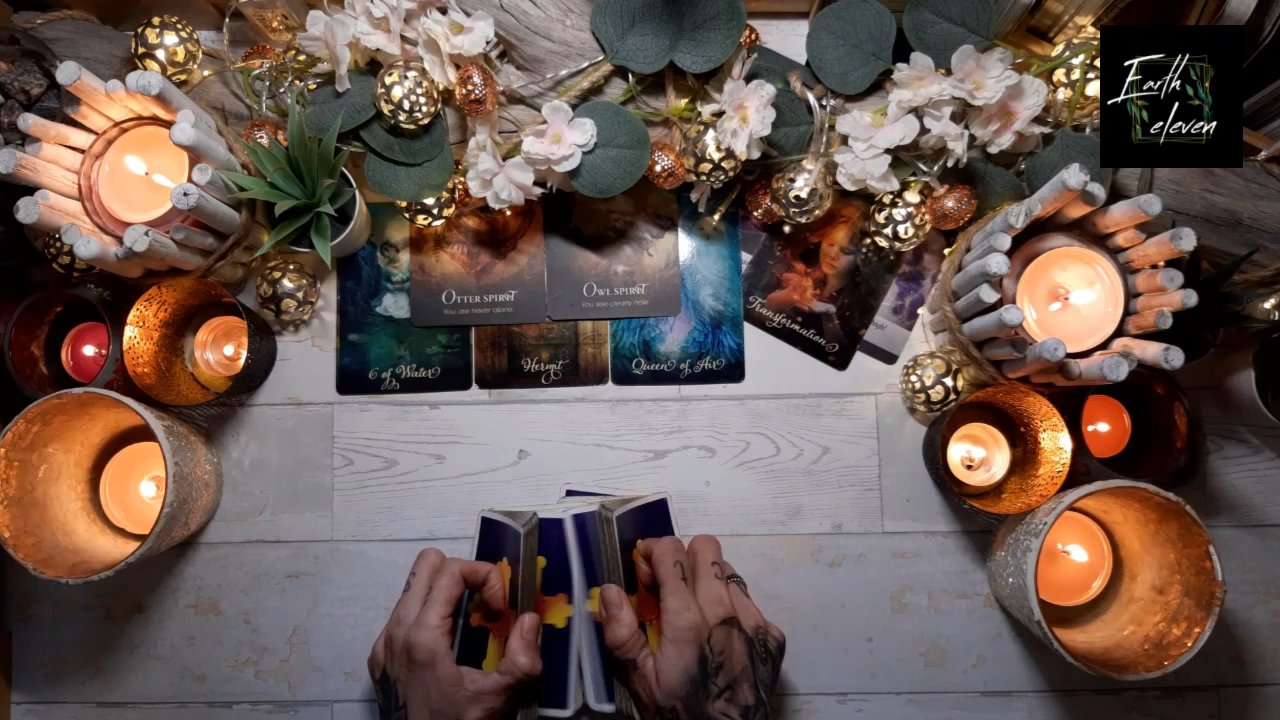 Earth
eleven
OTTER SPIRIT
You are never alone.
OWL SPIRIT
You see clearly now.
Transformation
6 of Water
Hermit
Queen of Air